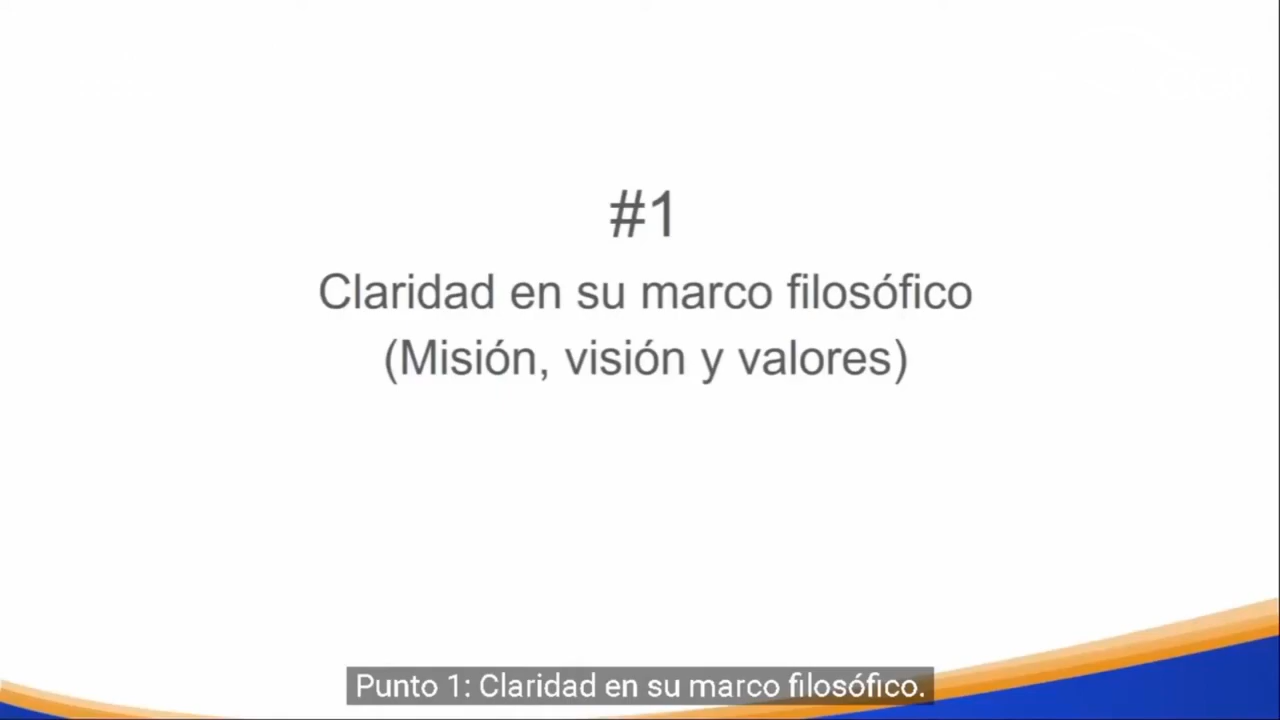 #1
Claridad en su marco filosófico
(Misión, visión y valores)
Punto 1: Claridad en su marco filosófico.